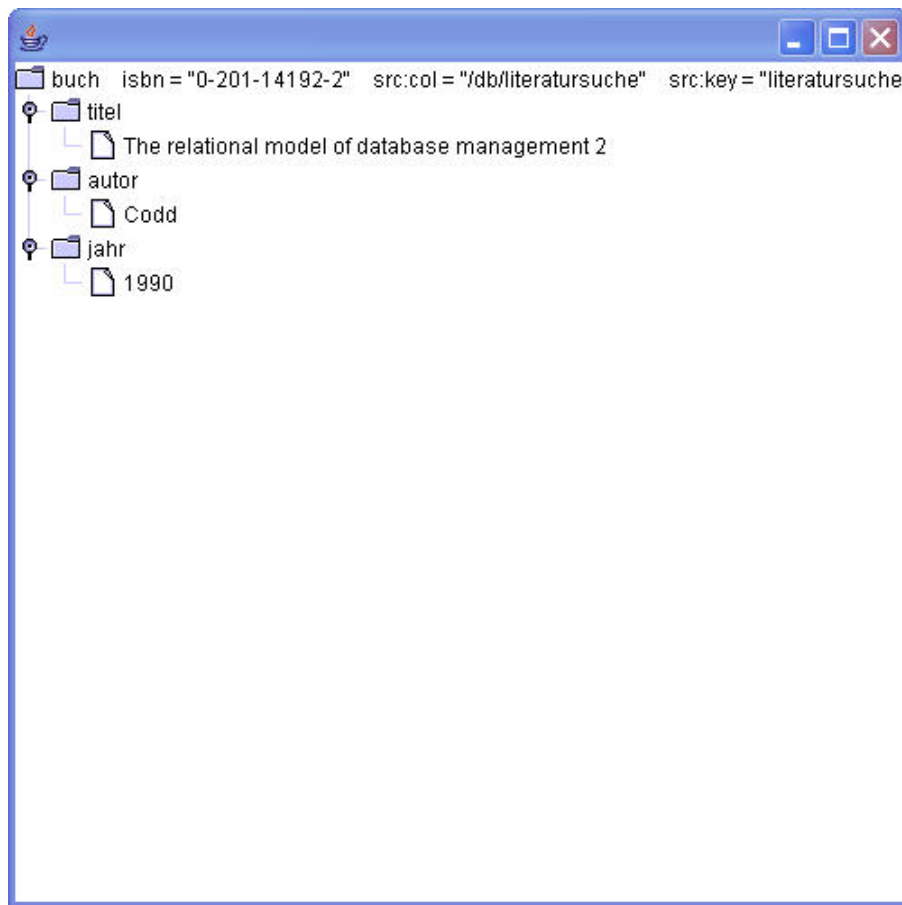 buch isbn = "0-201-14192-2" src:col = "/db/literatursuche" src:key = "literatursuche
titel
The relational model of database management 2
autor
Codd
jahr
1990